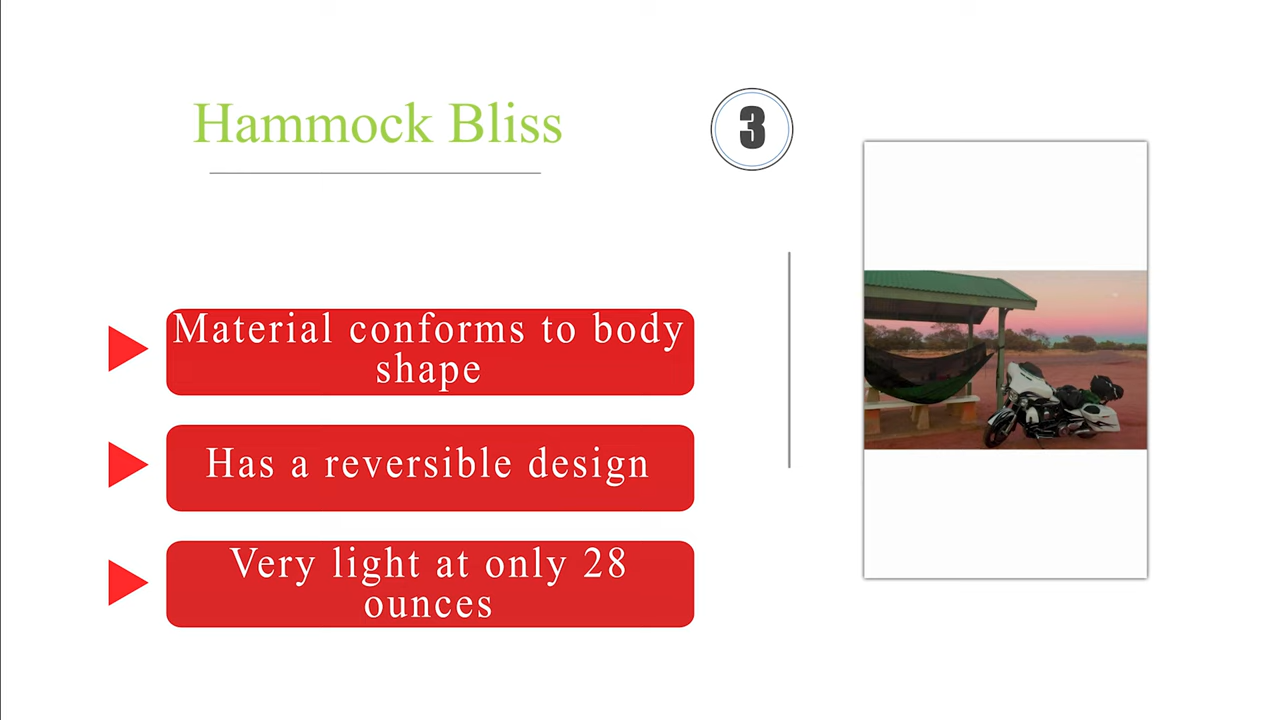 Hammock Bliss
3
Material conforms to body
shape
Has a reversible design
Very light at only 28
ounces